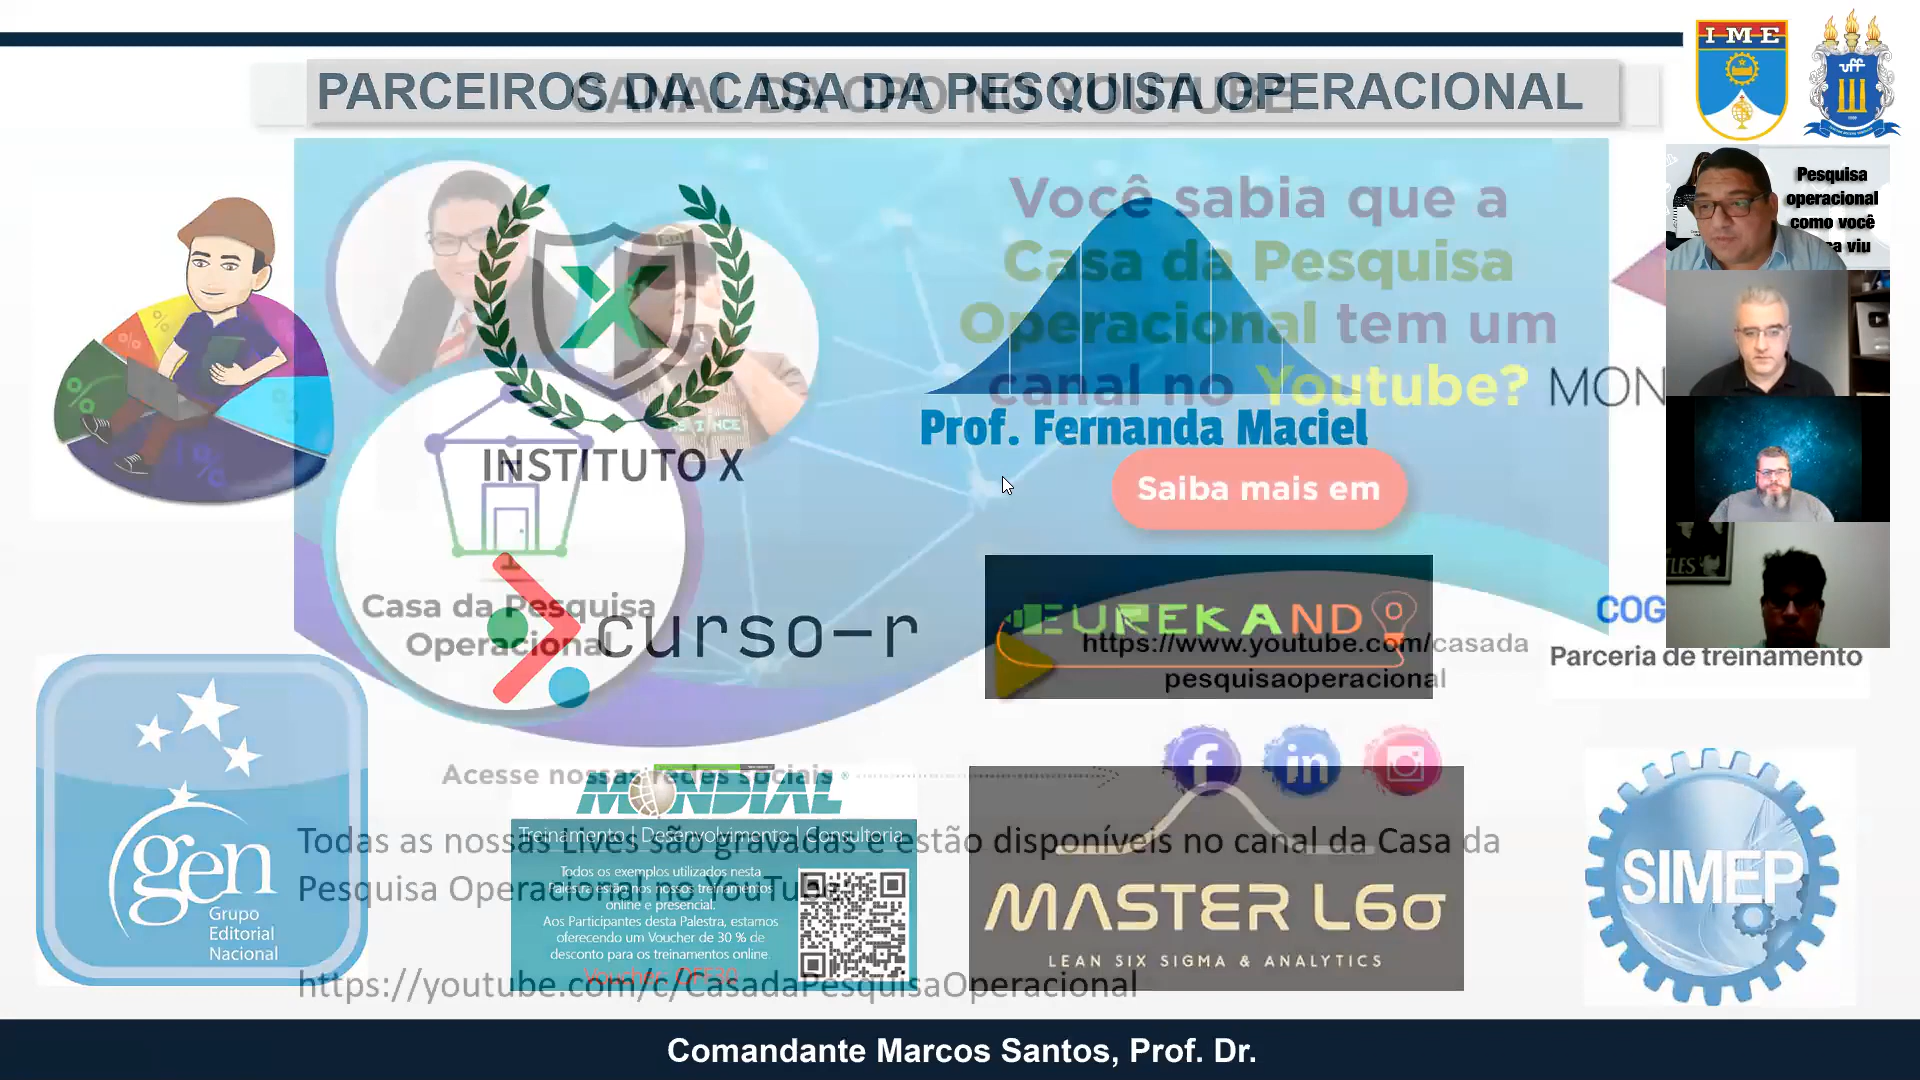 PARCEIROS DA CASA DA PESQUISA OPERACIONAL
CANAL DA CPO NO YOUTUBE
IME
uff
Pesquisa
operacional
como você
viu
Você sabia que a
Casa da Pesquisa
Operacional tem um
canal no Youtube?
MON
Prof. Fernanda Maciel
INSTITUTO X
Saiba mais em
Casa da Pesquisa
Operacional
curso-r
EUREKANDO
https://www.youtube.com/casada
pesquisaoperacional
COG
Parceria de treinamento
gen
Grupo
Editorial
Nacional
Acesse nossas redes sociais
f in
MONDIAL
Treinamento | Desenvolvimento | Consultoria
Todos os exemplos utilizados nesta
Palestra estão nos nossos treinamentos
online e presencial.
Aos Participantes desta Palestra, estamos
oferecendo um Voucher de 30 % de
desconto para os treinamentos online
Voucher: OFF30
Todas as nossas Lives são gravadas e estão disponíveis no canal da Casa da
Pesquisa Operacional no YouTube:
https://youtube.com/c/CasadaPesquisaOperacional
MASTER L6σ
LEAN SIX SIGMA & ANALYTICS
SIMEP
Comandante Marcos Santos, Prof. Dr.